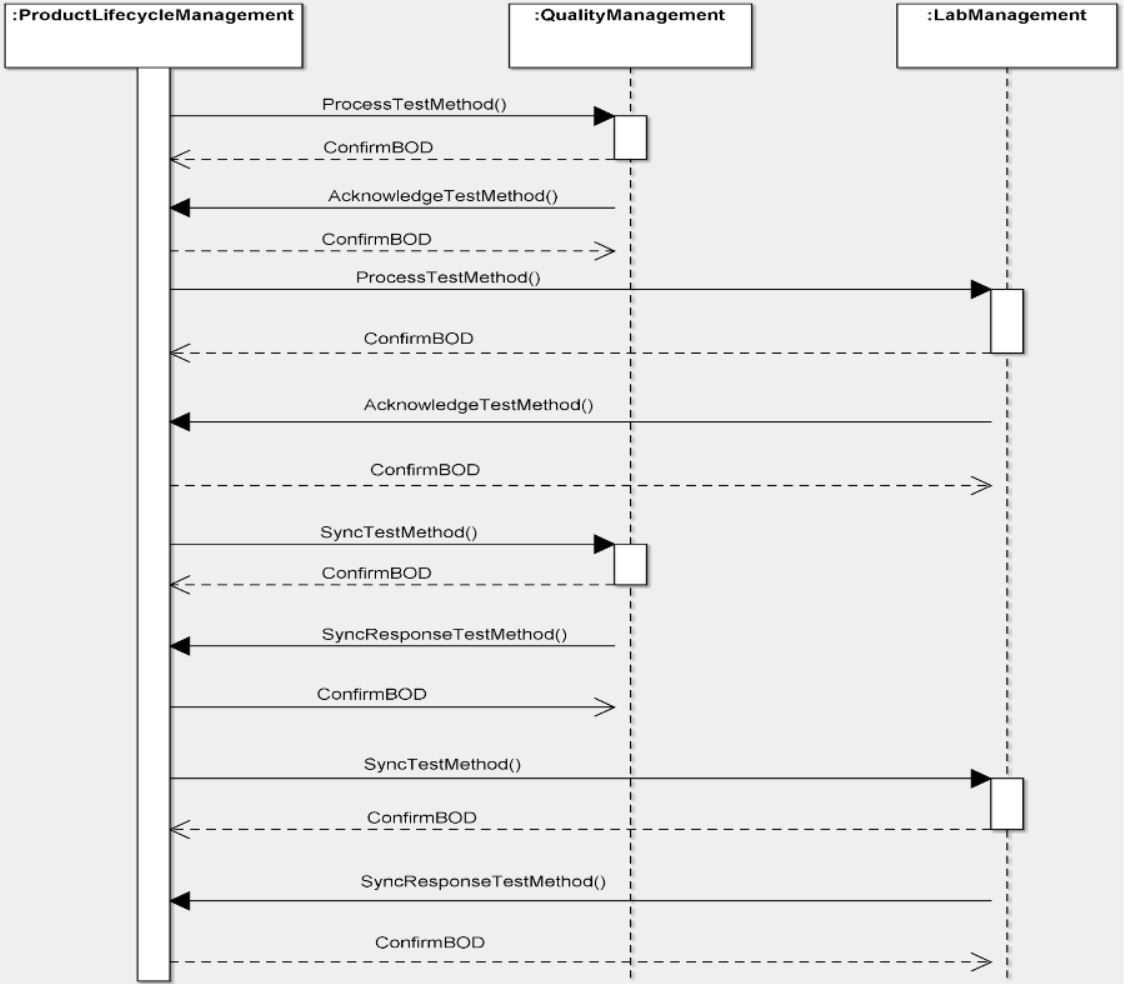 :ProductLifecycleManagement
:QualityManagement
:LabManagement
ProcessTestMethod()
ConfirmBOD
AcknowledgeTestMethod()
ConfirmBOD
ProcessTestMethod()
ConfirmBOD
AcknowledgeTestMethod()
ConfirmBOD
SyncTestMethod()
ConfirmBOD
SyncResponseTestMethod()
ConfirmBOD
SyncTestMethod()
ConfirmBOD
SyncResponseTestMethod()
ConfirmBOD